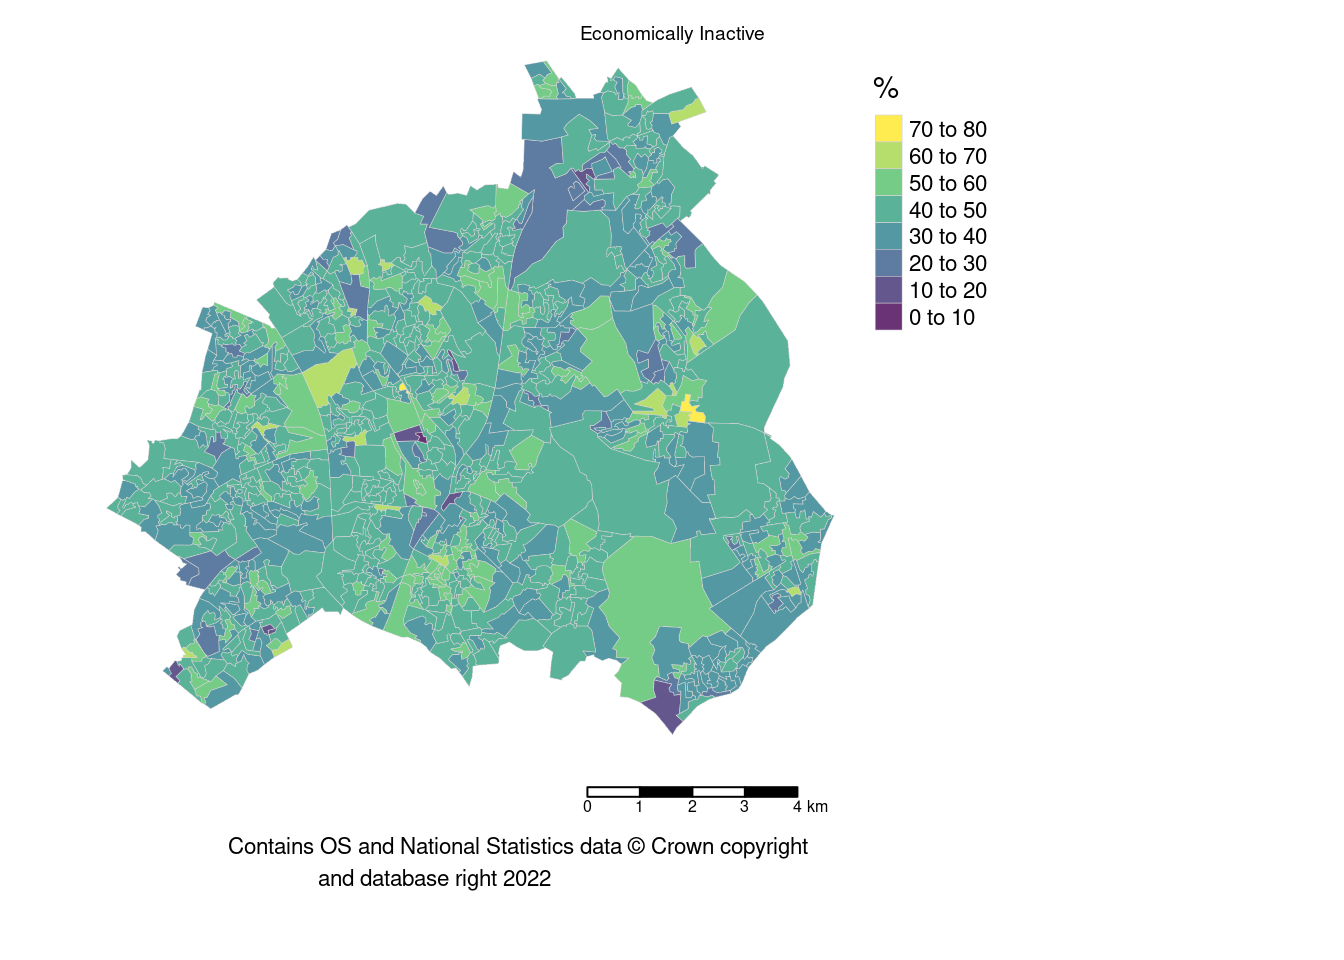 Economically Inactive
%
70 to 80
60 to 70
50 to 60
40 to 50
30 to 40
20 to 30
10 to 20
0 to 10
0 1 2 3 4 km
Contains OS and National Statistics data © Crown copyright
and database right 2022